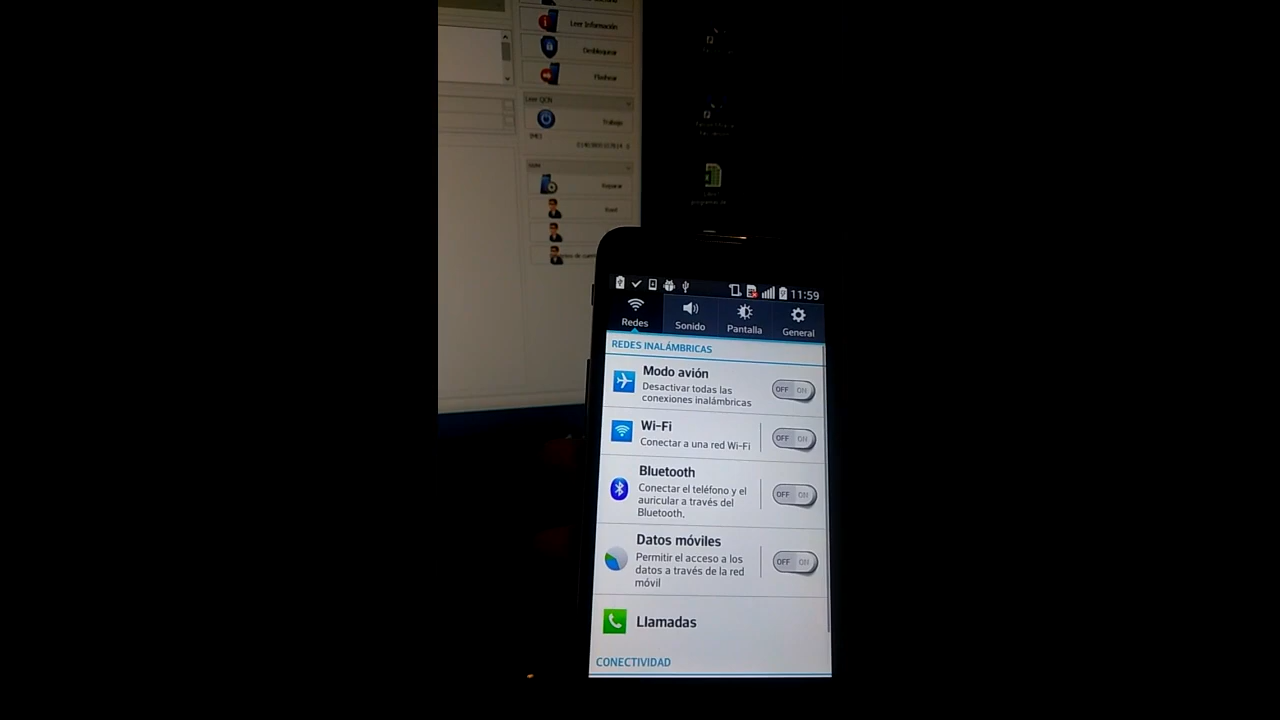 Leer Información
Desbloquear
Flashear
Leer QCN
Trabajo
IMEI
Reparar
Root
11:59
Redes
Sonido
Pantalla
General
REDES INALÁMBRICAS
Modo avión
Desactivar todas las
conexiones inalámbricas
OFF ON
Wi-Fi
Conectar a una red Wi-Fi
OFF ON
Bluetooth
Conectar el teléfono y el
auricular a través del
Bluetooth.
OFF ON
Datos móviles
Permitir el acceso a los
datos a través de la red
móvil
OFF ON
Llamadas
CONECTIVIDAD